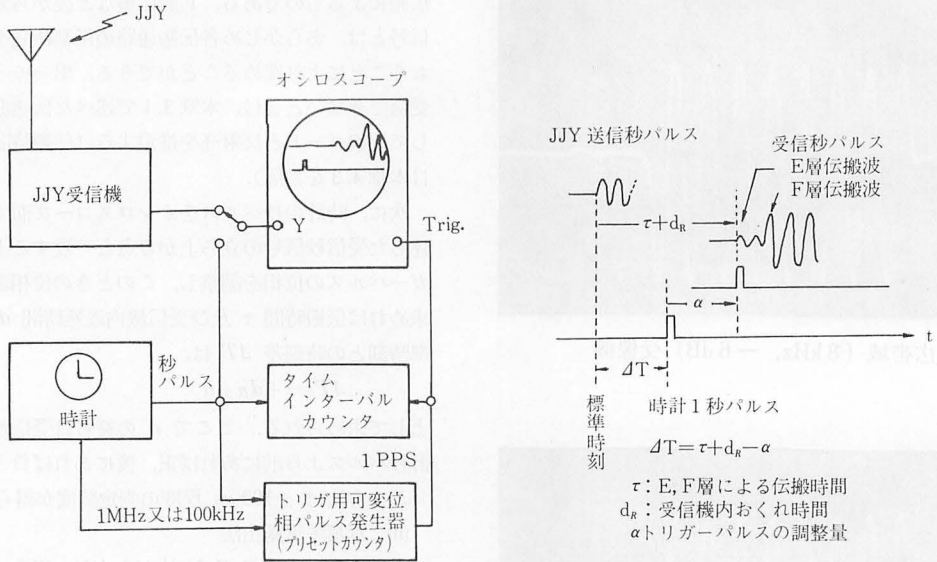 JJY
オシロスコープ
JJY受信機
Y
Trig.
時計
秒
パルス
タイム
インターバル
カウンタ
1 PPS
1MHz又は100kHz
トリガ用可変位
相パルス発生器
(プリセットカウンタ)
JJY 送信秒パルス
受信秒パルス
E層伝搬波
F層伝搬波
τ+dR
α
t
ΔT
標準時刻
時計1秒パルス
ΔT=τ+dR−α
τ：E, F層による伝搬時間
dR：受信機内おくれ時間
αトリガーパルスの調整量
(8 kHz, −6 dB)